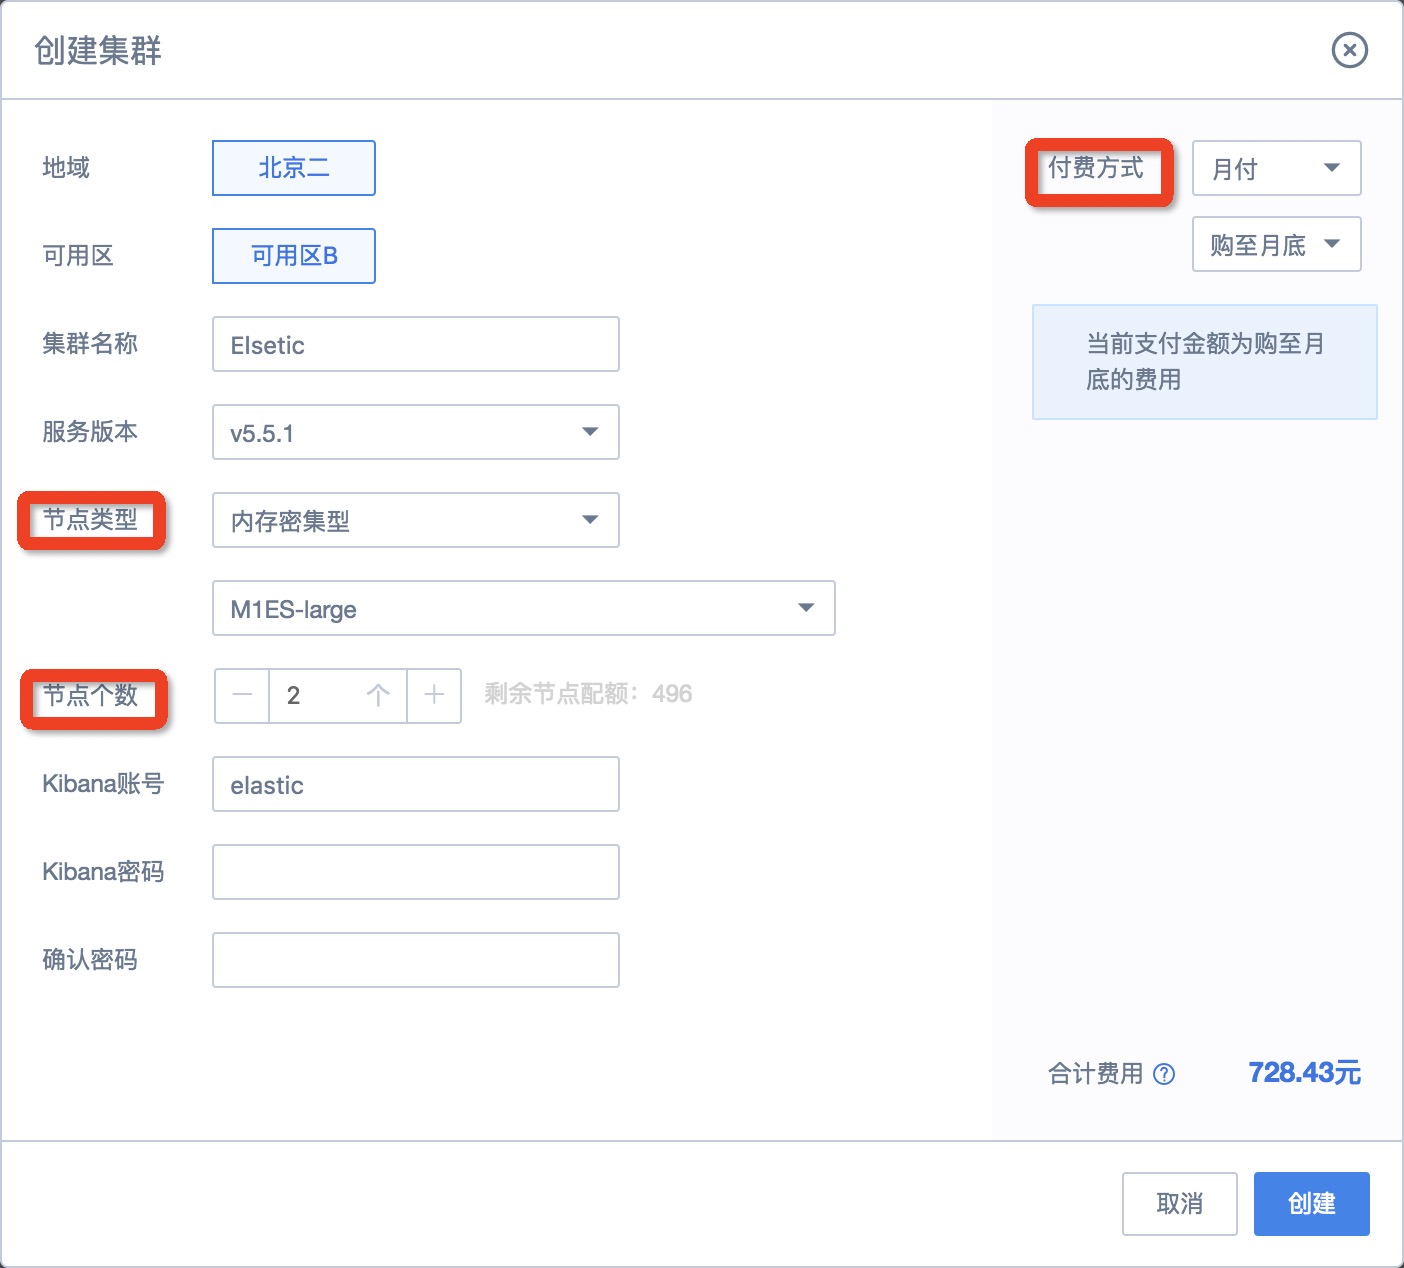 创建集群
地域
北京二
可用区
可用区B
集群名称
Elsetic
服务版本
v5.5.1
节点类型
内存密集型
M1ES-large
节点个数
2 个
剩余节点配额：496
Kibana账号
elastic
Kibana密码
确认密码
付费方式
月付
购至月底
当前支付金额为购至月
底的费用
合计费用 ?
728.43元
取消
创建